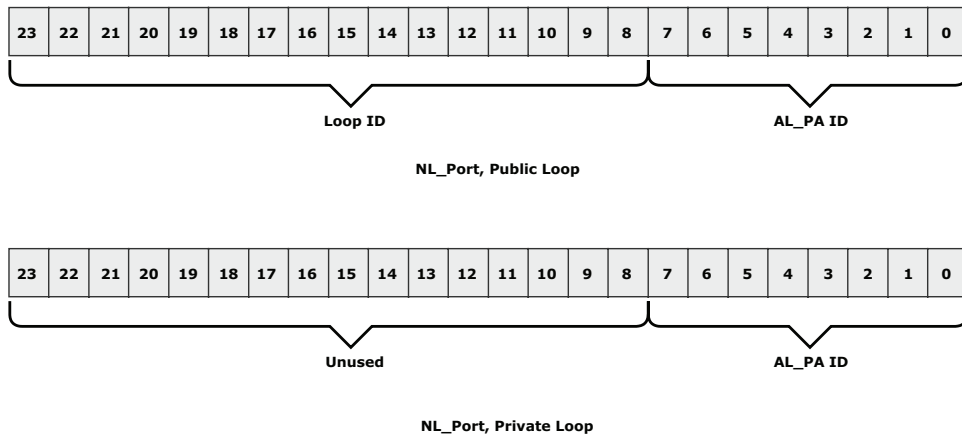 23 22 21 20 19 18 17 16 15 14 13 12 11 10 9 8 7 6 5 4 3 2 1 0
Loop ID AL_PA ID
NL_Port, Public Loop
23 22 21 20 19 18 17 16 15 14 13 12 11 10 9 8 7 6 5 4 3 2 1 0
Unused AL_PA ID
NL_Port, Private Loop